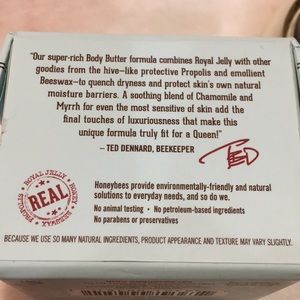 "Our super-rich Body Butter formula combines Royal Jelly with other
goodies from the hive–like protective Propolis and emollient
Beeswax–to quench dryness and protect skin's own natural
moisture barriers. A soothing blend of Chamomile and
Myrrh for even the most sensitive of skin add the
final touches of luxuriousness that make this
unique formula truly fit for a Queen!"
– TED DENNARD, BEEKEEPER
TED
ROYAL JELLY • HONEY • BEESWAX • PROPOLIS
REAL
Honeybees provide environmentally-friendly and natural
solutions to everyday needs, and so do we.
No animal testing • No petroleum-based ingredients
No parabens or preservatives
BECAUSE WE USE SO MANY NATURAL INGREDIENTS, PRODUCT APPEARANCE AND TEXTURE MAY VARY SLIGHTLY.